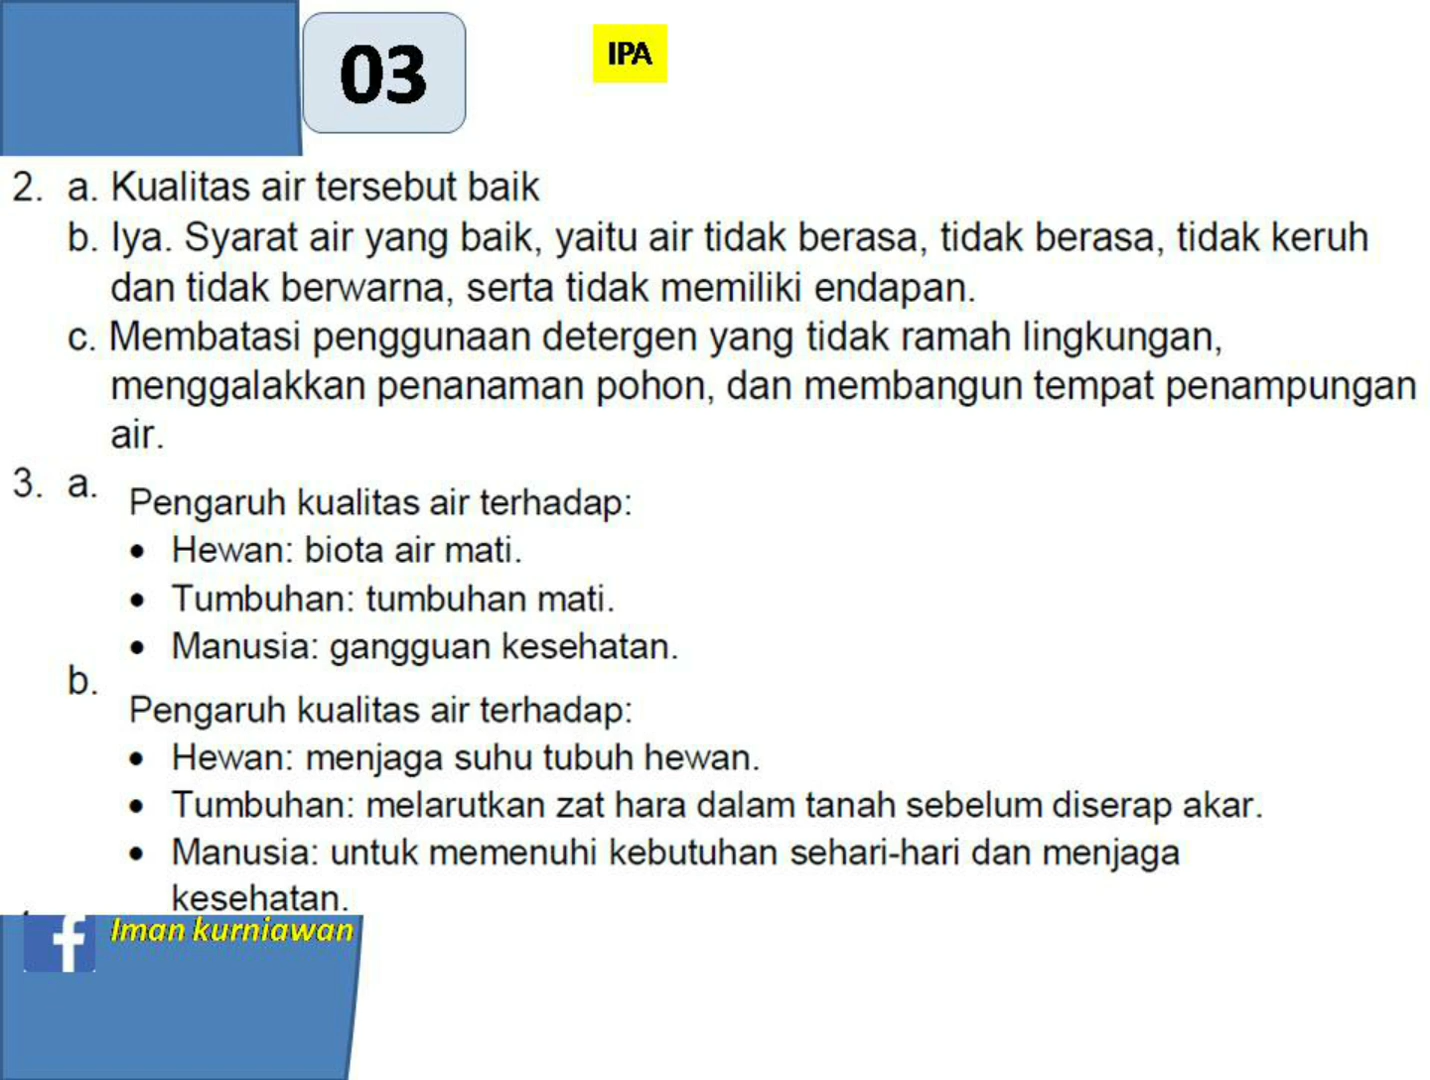 03
IPA
2. a. Kualitas air tersebut baik
b. Iya. Syarat air yang baik, yaitu air tidak berasa, tidak berasa, tidak keruh
dan tidak berwarna, serta tidak memiliki endapan.
c. Membatasi penggunaan detergen yang tidak ramah lingkungan,
menggalakkan penanaman pohon, dan membangun tempat penampungan
air.
3. a. Pengaruh kualitas air terhadap:
• Hewan: biota air mati.
• Tumbuhan: tumbuhan mati.
• Manusia: gangguan kesehatan.
b. Pengaruh kualitas air terhadap:
• Hewan: menjaga suhu tubuh hewan.
• Tumbuhan: melarutkan zat hara dalam tanah sebelum diserap akar.
• Manusia: untuk memenuhi kebutuhan sehari-hari dan menjaga
kesehatan.
f Iman kurniawan